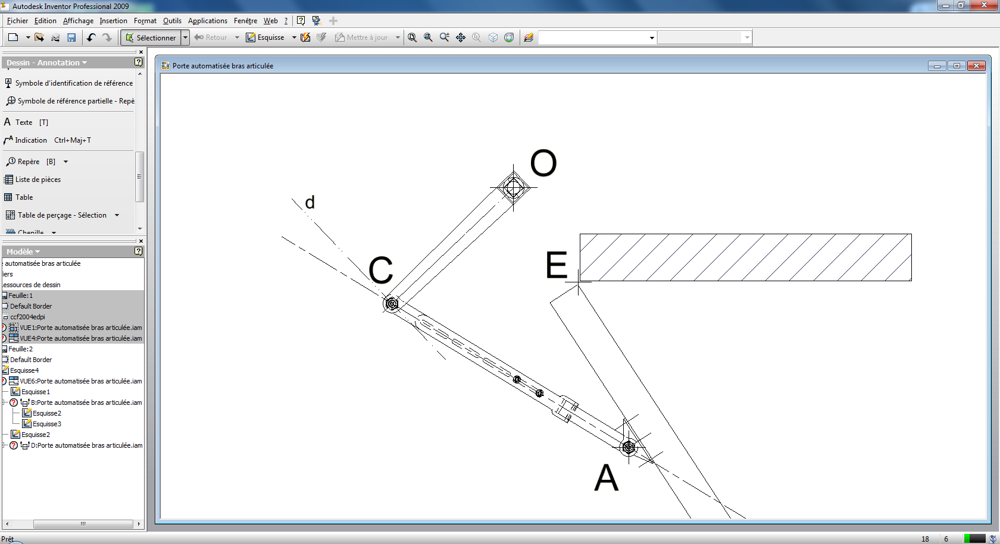 Autodesk Inventor Professional 2009
Fichier Edition Affichage Insertion Format Outils Applications Fenêtre Web ?
Sélectionner Retour Esquisse Mettre à jour
Dessin - Annotation
Symbole d'identification de référence
Symbole de référence partielle - Repè
A Texte [T]
Indication Ctrl+Maj+T
Repère [B]
Liste de pièces
Table
Table de perçage - Sélection
Chenille
Modèle
automatisée bras articulée
iers
essources de dessin
Feuille:1
Default Border
ccf2004edpi
VUE1:Porte automatisée bras articulée.iam
VUE4:Porte automatisée bras articulée.iam
Feuille:2
Default Border
Esquisse4
VUE6:Porte automatisée bras articulée.iam
Esquisse1
B:Porte automatisée bras articulée.iam
Esquisse2
Esquisse3
Esquisse2
D:Porte automatisée bras articulée.iam
Porte automatisée bras articulée
O
d
C
E
A
Prêt
18 6